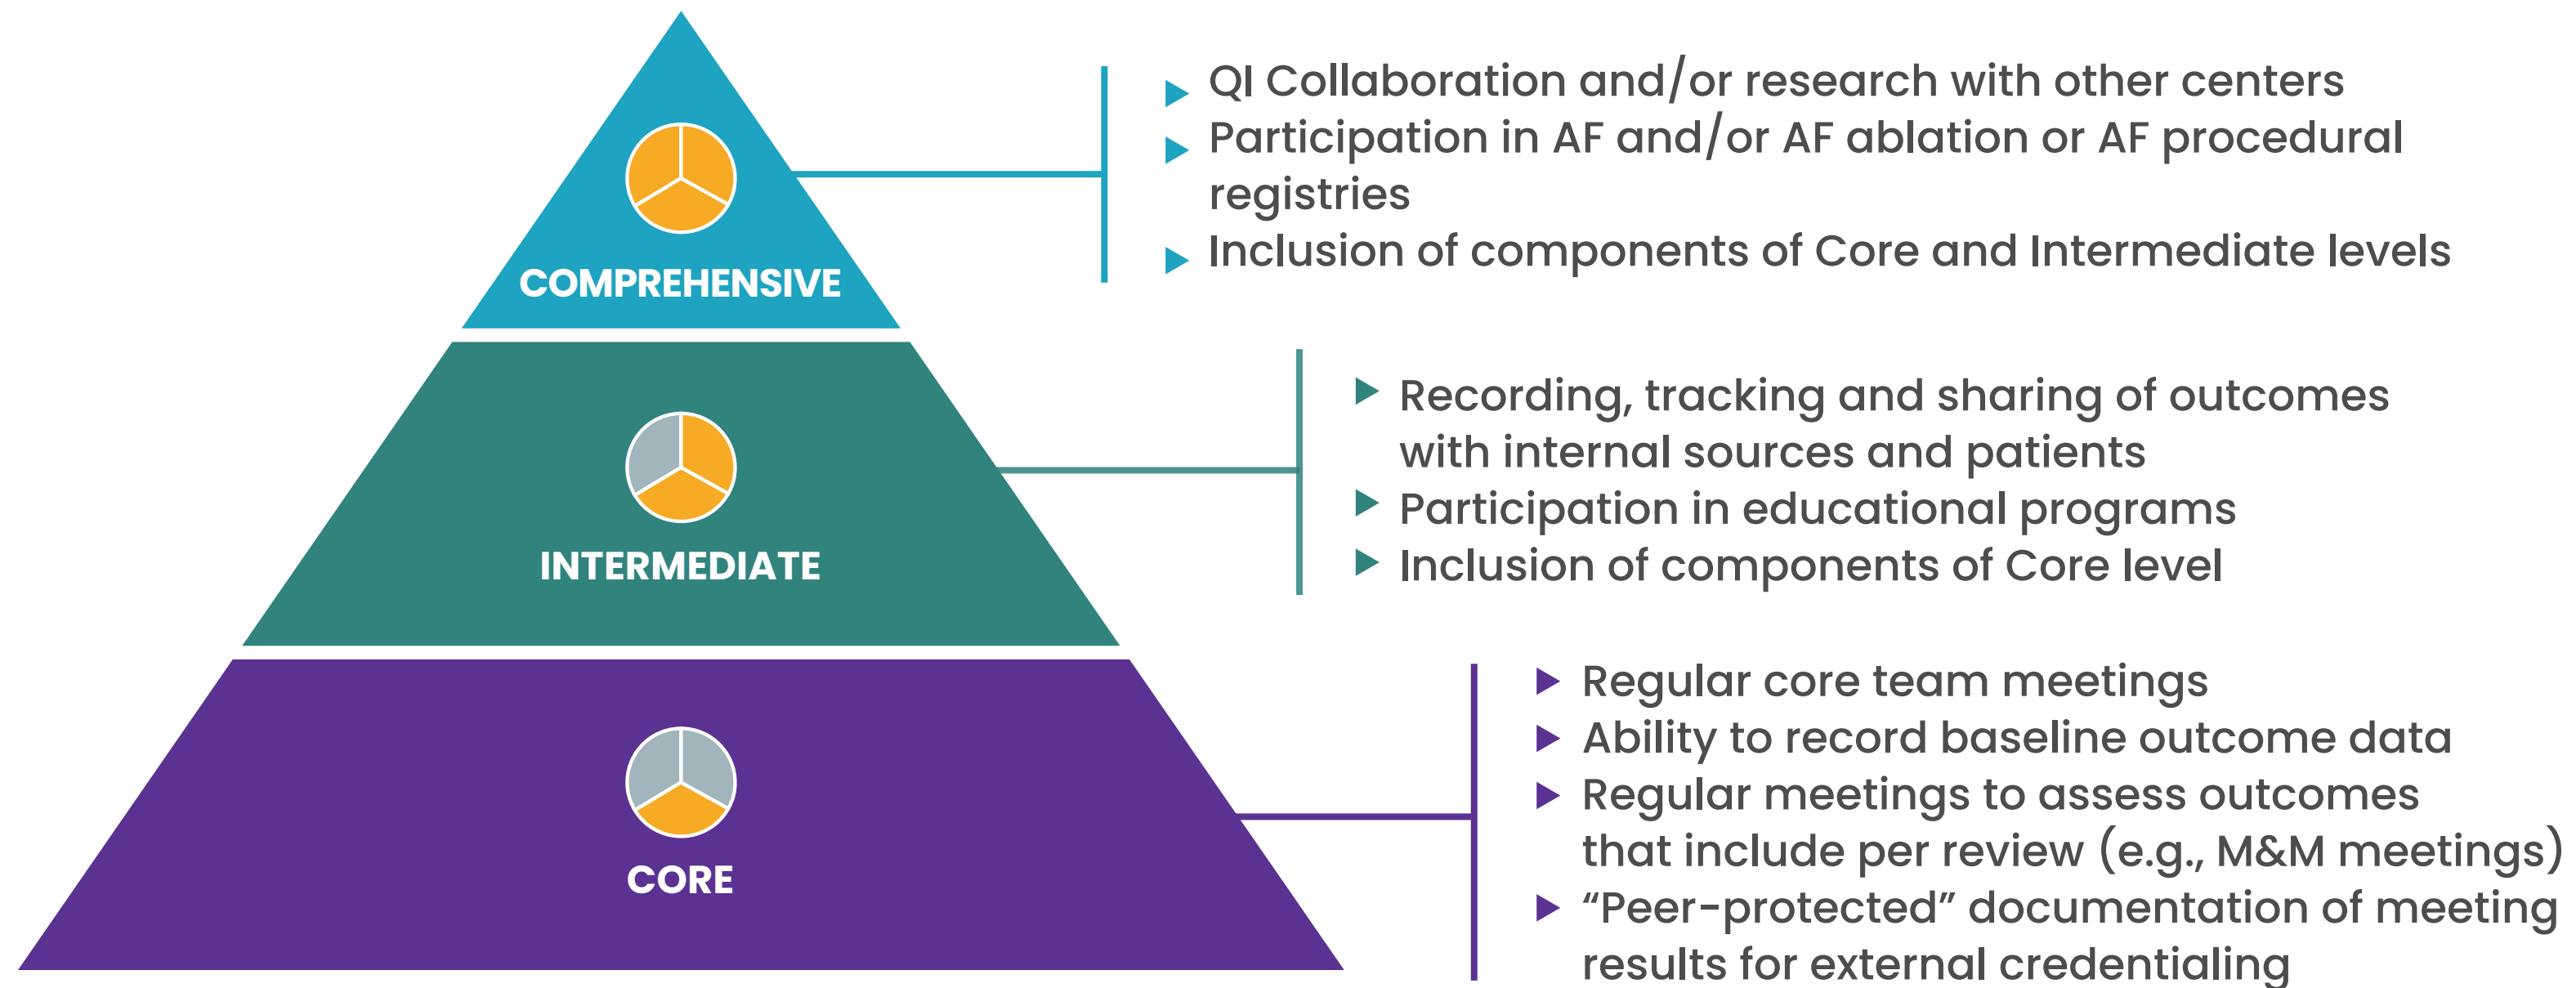 COMPREHENSIVE
QI Collaboration and/or research with other centers
Participation in AF and/or AF ablation or AF procedural
registries
Inclusion of components of Core and Intermediate levels
INTERMEDIATE
Recording, tracking and sharing of outcomes
with internal sources and patients
Participation in educational programs
Inclusion of components of Core level
CORE
Regular core team meetings
Ability to record baseline outcome data
Regular meetings to assess outcomes
that include per review (e.g., M&M meetings)
“Peer-protected” documentation of meeting
results for external credentialing